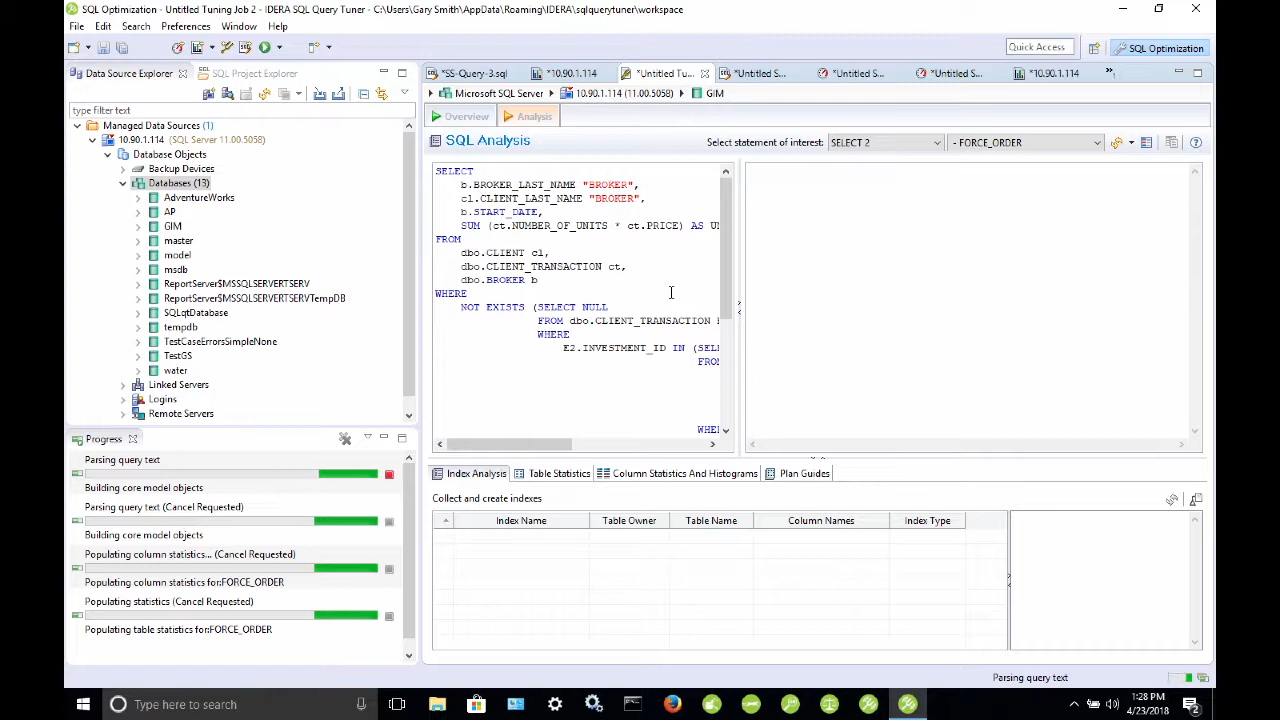 SQL Optimization - Untitled Tuning Job 2 - IDERA SQL Query Tuner - C:\Users\Gary Smith\AppData\Roaming\IDERA\sqlquerytuner\workspace
File Edit Search Preferences Window Help
Quick Access
SQL Optimization
Data Source Explorer
SQL Project Explorer
type filter text
Managed Data Sources (1)
10.90.1.114 (SQL Server 11.00.5058)
Database Objects
Backup Devices
Databases (13)
AdventureWorks
AP
GIM
master
model
msdb
ReportServer$MSSQLSERVERTSERV
ReportServer$MSSQLSERVERTSERVTempDB
SQLqtDatabase
tempdb
TestCaseErrorsSimpleNone
TestGS
water
Linked Servers
Logins
Remote Servers
Progress
Parsing query text
Building core model objects
Parsing query text (Cancel Requested)
Building core model objects
Populating column statistics... (Cancel Requested)
Populating column statistics for:FORCE_ORDER
Populating statistics (Cancel Requested)
Populating table statistics for:FORCE_ORDER
*SS-Query-3.sql
*10.90.1.114
*Untitled Tu...
*Untitled S...
*Untitled S...
*Untitled S...
*10.90.1.114
Microsoft SQL Server
10.90.1.114 (11.00.5058)
GIM
Overview
Analysis
SQL Analysis
Select statement of interest: SELECT 2
- FORCE_ORDER
SELECT
b.BROKER_LAST_NAME "BROKER",
cl.CLIENT_LAST_NAME "BROKER",
b.START_DATE,
SUM (ct.NUMBER_OF_UNITS * ct.PRICE) AS
FROM
dbo.CLIENT cl,
dbo.CLIENT_TRANSACTION ct,
dbo.BROKER b
WHERE
NOT EXISTS (SELECT NULL
FROM dbo.CLIENT_TRANSACTION
WHERE
E2.INVESTMENT_ID IN (SEL
FRO
WHE
Index Analysis
Table Statistics
Column Statistics And Histograms
Plan Guides
Collect and create indexes
Index Name
Table Owner
Table Name
Column Names
Index Type
Parsing query text
Type here to search
1:28 PM
4/23/2018
2